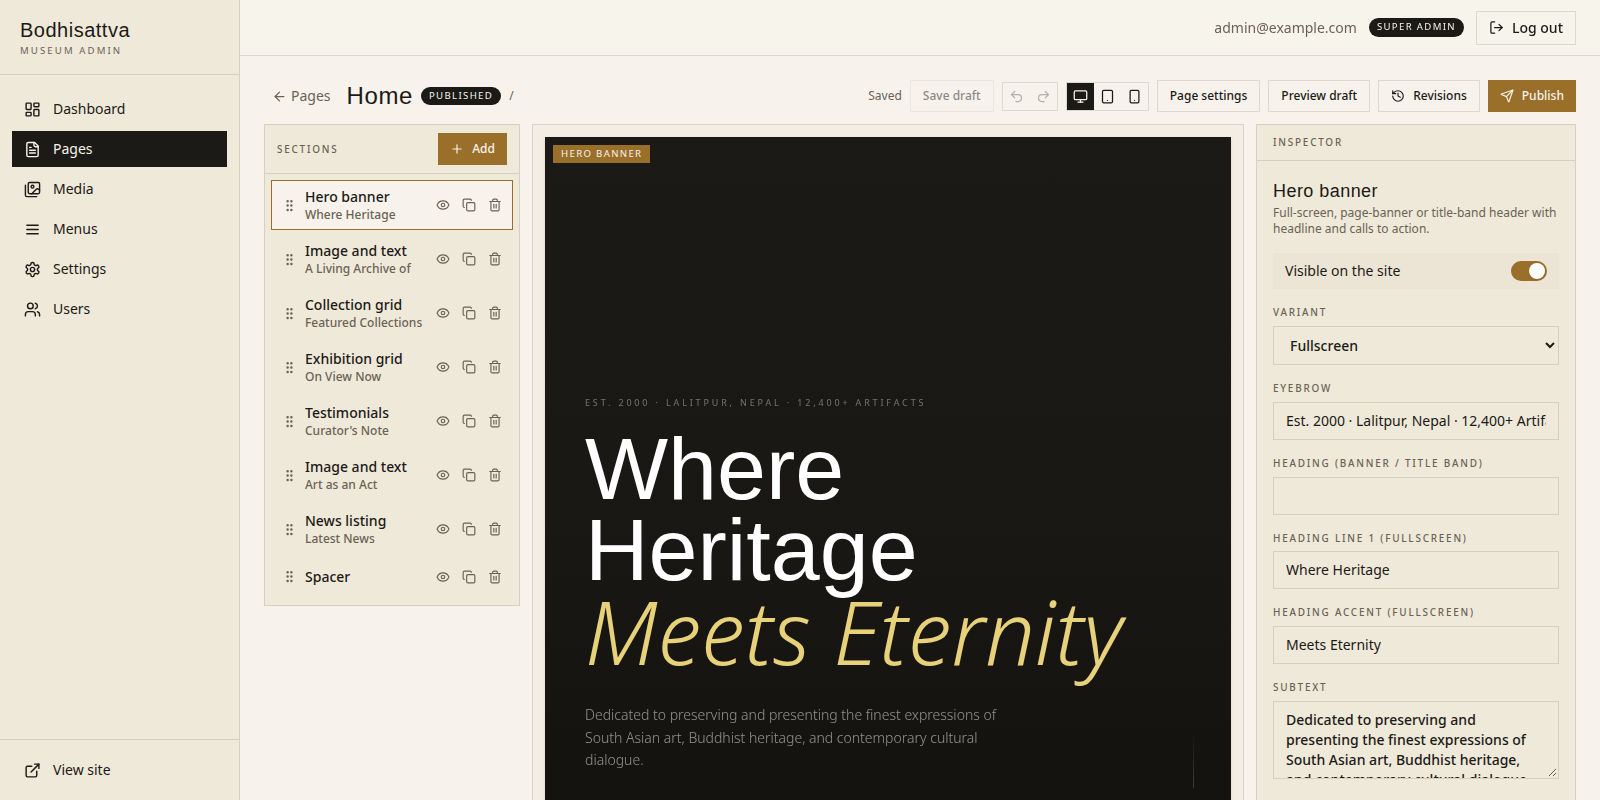 Bodhisattva
MUSEUM ADMIN
Dashboard
Pages
Media
Menus
Settings
Users
View site
admin@example.com
SUPER ADMIN
Log out
Pages
Home
PUBLISHED
/
Saved
Save draft
Page settings
Preview draft
Revisions
Publish
SECTIONS
Add
Hero banner
Where Heritage
Image and text
A Living Archive of
Collection grid
Featured Collections
Exhibition grid
On View Now
Testimonials
Curator's Note
Image and text
Art as an Act
News listing
Latest News
Spacer
HERO BANNER
EST. 2000 · LALITPUR, NEPAL · 12,400+ ARTIFACTS
Where
Heritage
Meets Eternity
Dedicated to preserving and presenting the finest expressions of
South Asian art, Buddhist heritage, and contemporary cultural
dialogue.
INSPECTOR
Hero banner
Full-screen, page-banner or title-band header with
headline and calls to action.
Visible on the site
VARIANT
Fullscreen
EYEBROW
Est. 2000 · Lalitpur, Nepal · 12,400+ Artif
HEADING (BANNER / TITLE BAND)
HEADING LINE 1 (FULLSCREEN)
Where Heritage
HEADING ACCENT (FULLSCREEN)
Meets Eternity
SUBTEXT
Dedicated to preserving and
presenting the finest expressions of
South Asian art, Buddhist heritage,
and contemporary cultural dialogue.